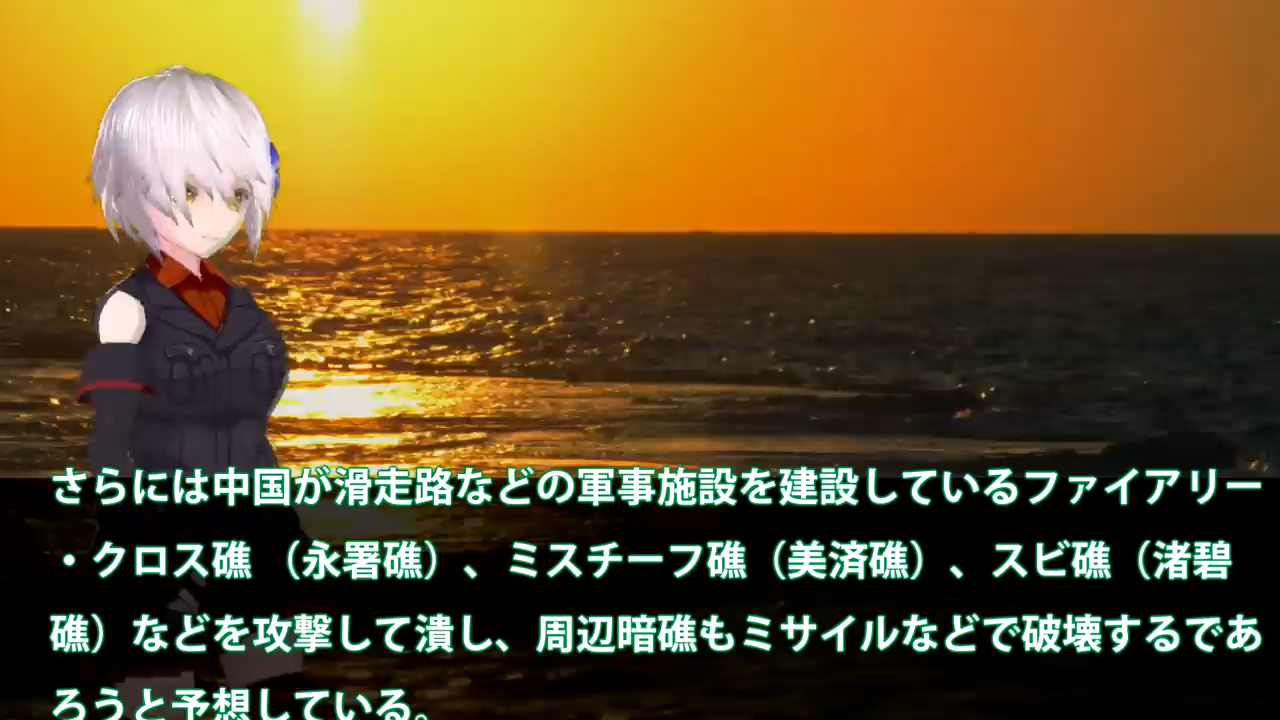 さらには中国が滑走路などの軍事施設を建設しているファイアリー
・クロス礁 （永署礁）、ミスチーフ礁（美済礁）、スビ礁（渚碧
礁）などを攻撃して潰し、周辺暗礁もミサイルなどで破壊するであ
ろうと予想している。